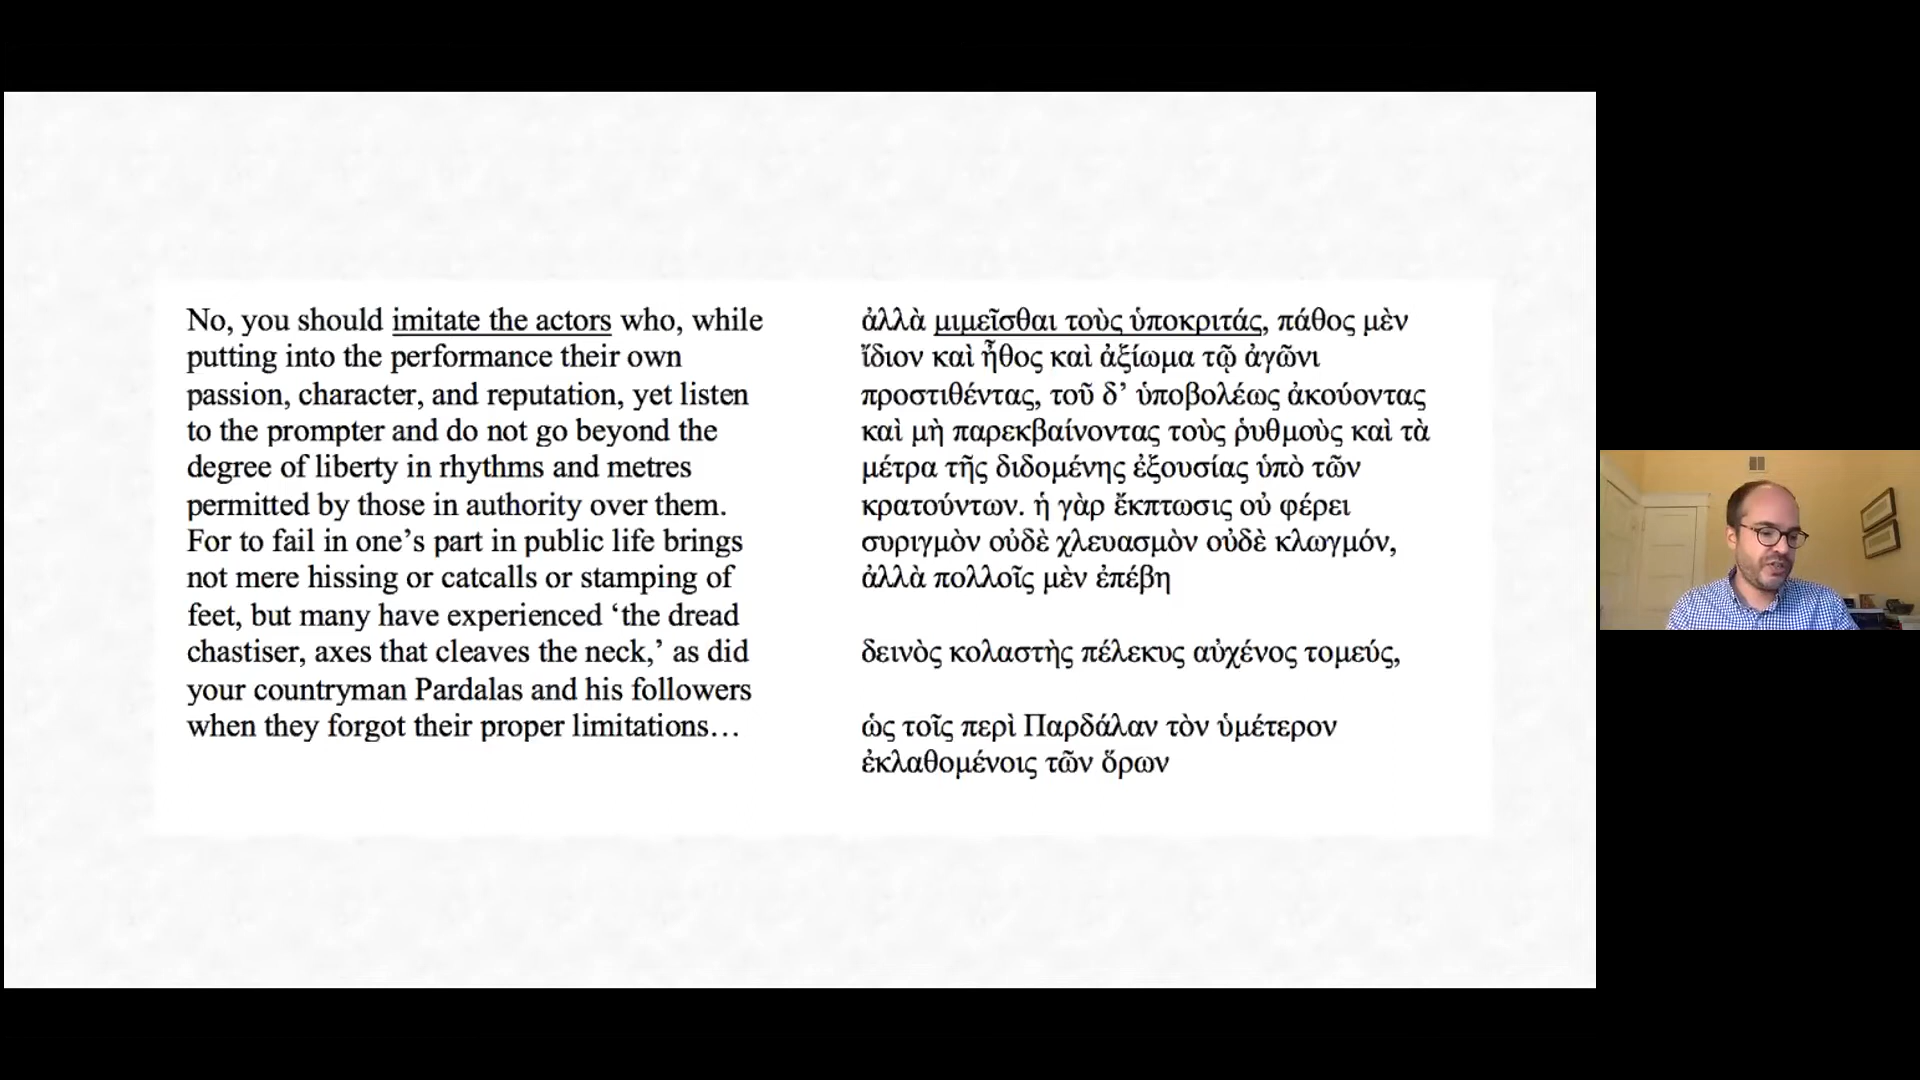 No, you should imitate the actors who, while
putting into the performance their own
passion, character, and reputation, yet listen
to the prompter and do not go beyond the
degree of liberty in rhythms and metres
permitted by those in authority over them.
For to fail in one’s part in public life brings
not mere hissing or catcalls or stamping of
feet, but many have experienced ‘the dread
chastiser, axes that cleaves the neck,’ as did
your countryman Pardalas and his followers
when they forgot their proper limitations…
ἀλλὰ μιμεῖσθαι τοὺς ὑποκριτάς, πάθος μὲν
ἴδιον καὶ ἦθος καὶ ἀξίωμα τῷ ἀγῶνι
προστιθέντας, τοῦ δ’ ὑποβολέως ἀκούοντας
καὶ μὴ παρεκβαίνοντας τοὺς ῥυθμοὺς καὶ τὰ
μέτρα τῆς διδομένης ἐξουσίας ὑπὸ τῶν
κρατούντων. ἡ γὰρ ἔκπτωσις οὐ φέρει
συριγμὸν οὐδὲ χλευασμὸν οὐδὲ κλωγμόν,
ἀλλὰ πολλοῖς μὲν ἐπέβη
δεινὸς κολαστὴς πέλεκυς αὐχένος τομεύς,
ὡς τοῖς περὶ Παρδάλαν τὸν ὑμέτερον
ἐκλαθομένοις τῶν ὅρων